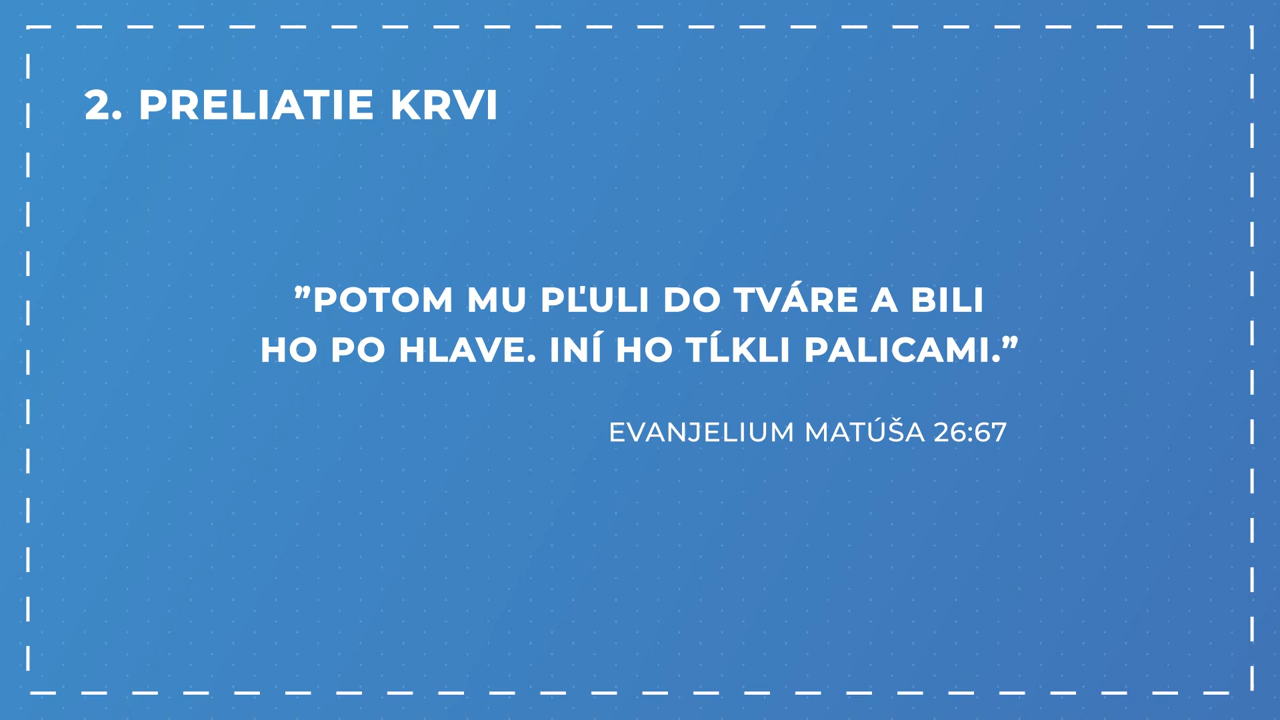 2. PRELIATIE KRVI
”POTOM MU PĽULI DO TVÁRE A BILI
HO PO HLAVE. INÍ HO TĹKLI PALICAMI.”
EVANJELIUM MATÚŠA 26:67